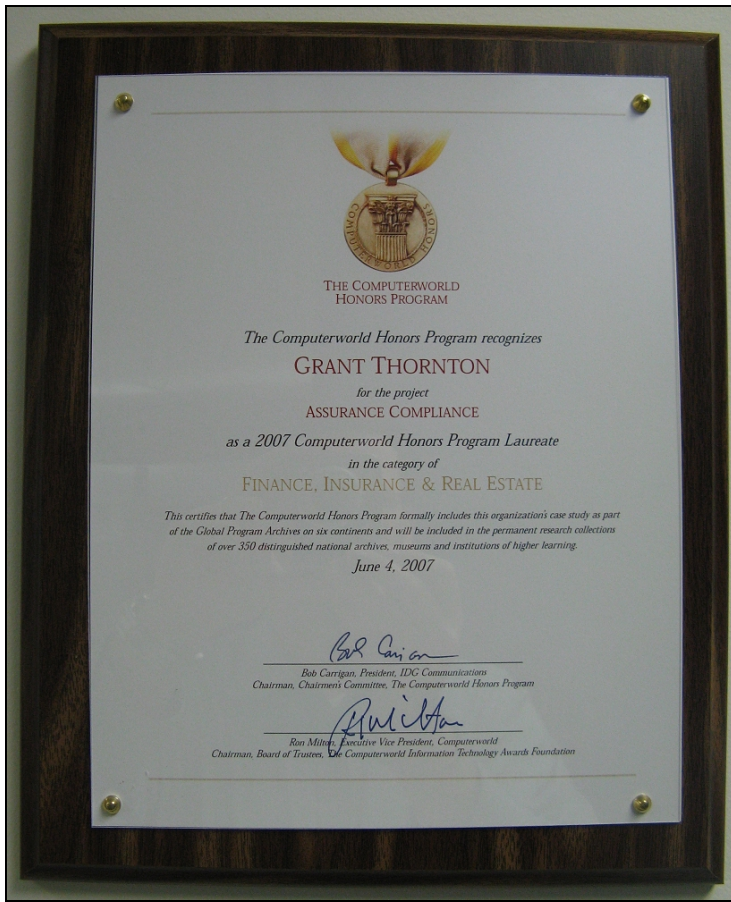 COMPUTERWORLD HONORS
THE COMPUTERWORLD
HONORS PROGRAM
The Computerworld Honors Program recognizes
GRANT THORNTON
for the project
ASSURANCE COMPLIANCE
as a 2007 Computerworld Honors Program Laureate
in the category of
FINANCE, INSURANCE & REAL ESTATE
This certifies that The Computerworld Honors Program formally includes this organization's case study as part
of the Global Program Archives on six continents and will be included in the permanent research collections
of over 350 distinguished national archives, museums and institutions of higher learning.
June 4, 2007
Bob Carrigan
Bob Carrigan, President, IDG Communications
Chairman, Chairmen's Committee, The Computerworld Honors Program
Ron Milton
Ron Milton, Executive Vice President, Computerworld
Chairman, Board of Trustees, The Computerworld Information Technology Awards Foundation